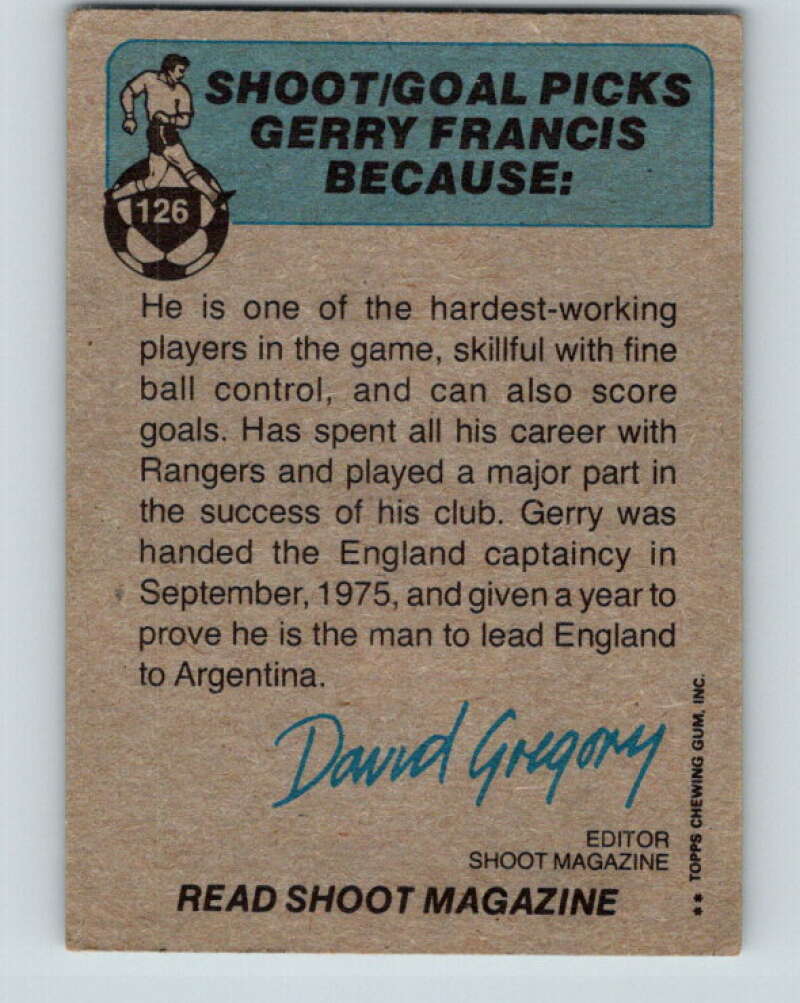 SHOOT/GOAL PICKS
GERRY FRANCIS
BECAUSE:
126
He is one of the hardest-working
players in the game, skillful with fine
ball control, and can also score
goals. Has spent all his career with
Rangers and played a major part in
the success of his club. Gerry was
handed the England captaincy in
September, 1975, and given a year to
prove he is the man to lead England
to Argentina.
David Gregory
EDITOR
SHOOT MAGAZINE
READ SHOOT MAGAZINE
** TOPPS CHEWING GUM, INC.